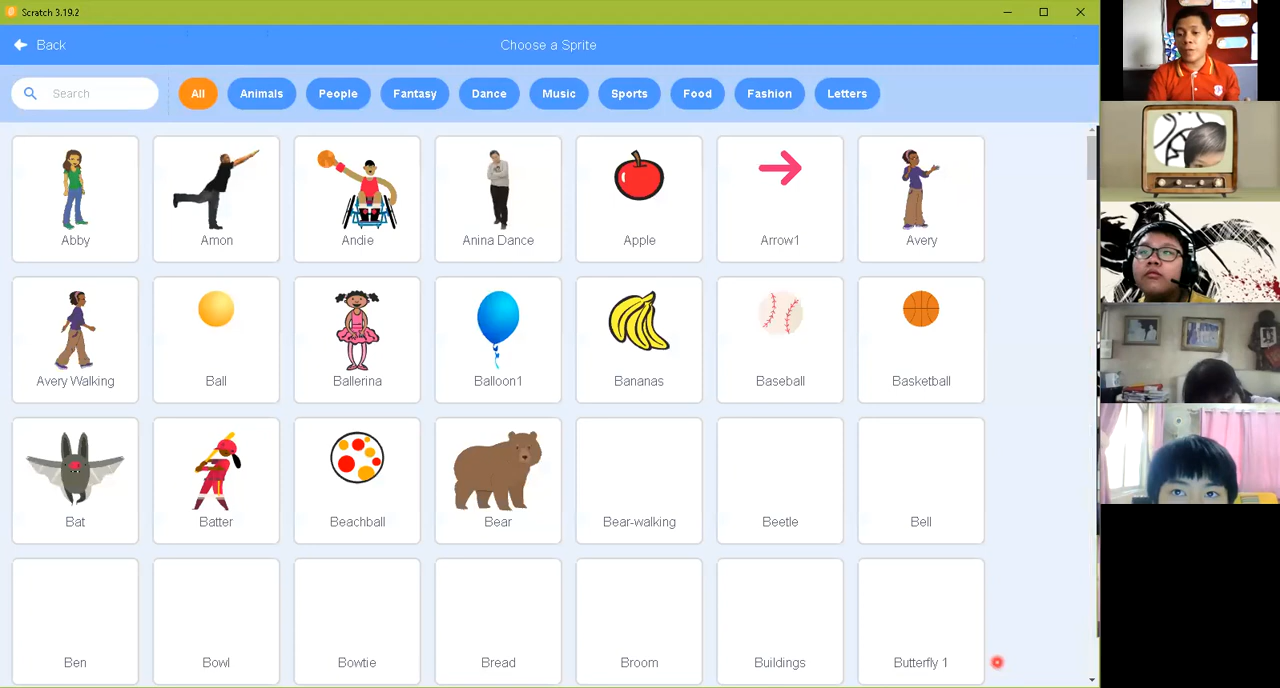 Scratch 3.19.2
Back
Choose a Sprite
Search
All
Animals
People
Fantasy
Dance
Music
Sports
Food
Fashion
Letters
Abby
Amon
Andie
Anina Dance
Apple
Arrow1
Avery
Avery Walking
Ball
Ballerina
Balloon1
Bananas
Baseball
Basketball
Bat
Batter
Beachball
Bear
Bear-walking
Beetle
Bell
Ben
Bowl
Bowtie
Bread
Broom
Buildings
Butterfly 1